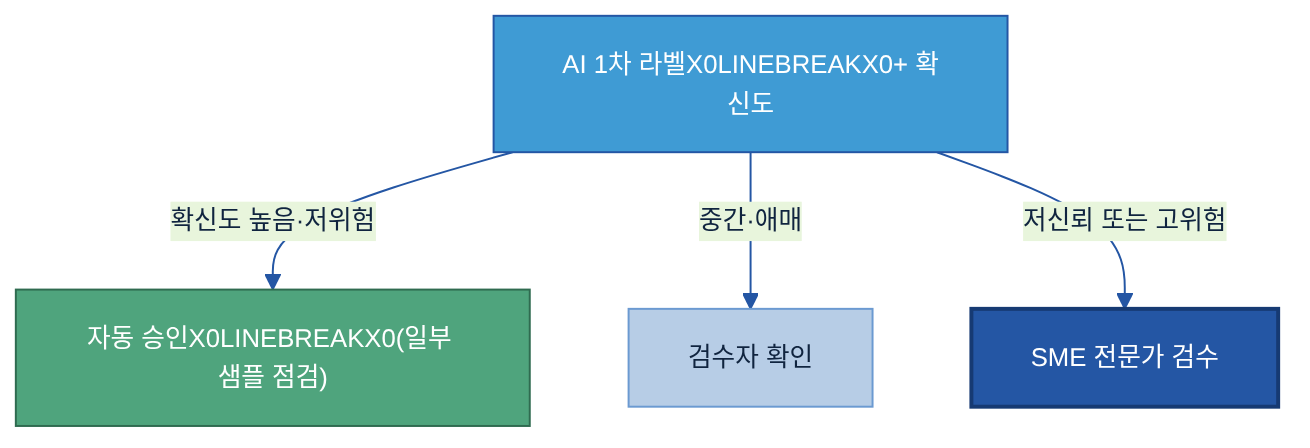 AI 1차 라벨X0LINEBREAKX0+ 확
신도
확신도 높음·저위험
중간·애매
저신뢰 또는 고위험
자동 승인X0LINEBREAKX0(일부
샘플 점검)
검수자 확인
SME 전문가 검수